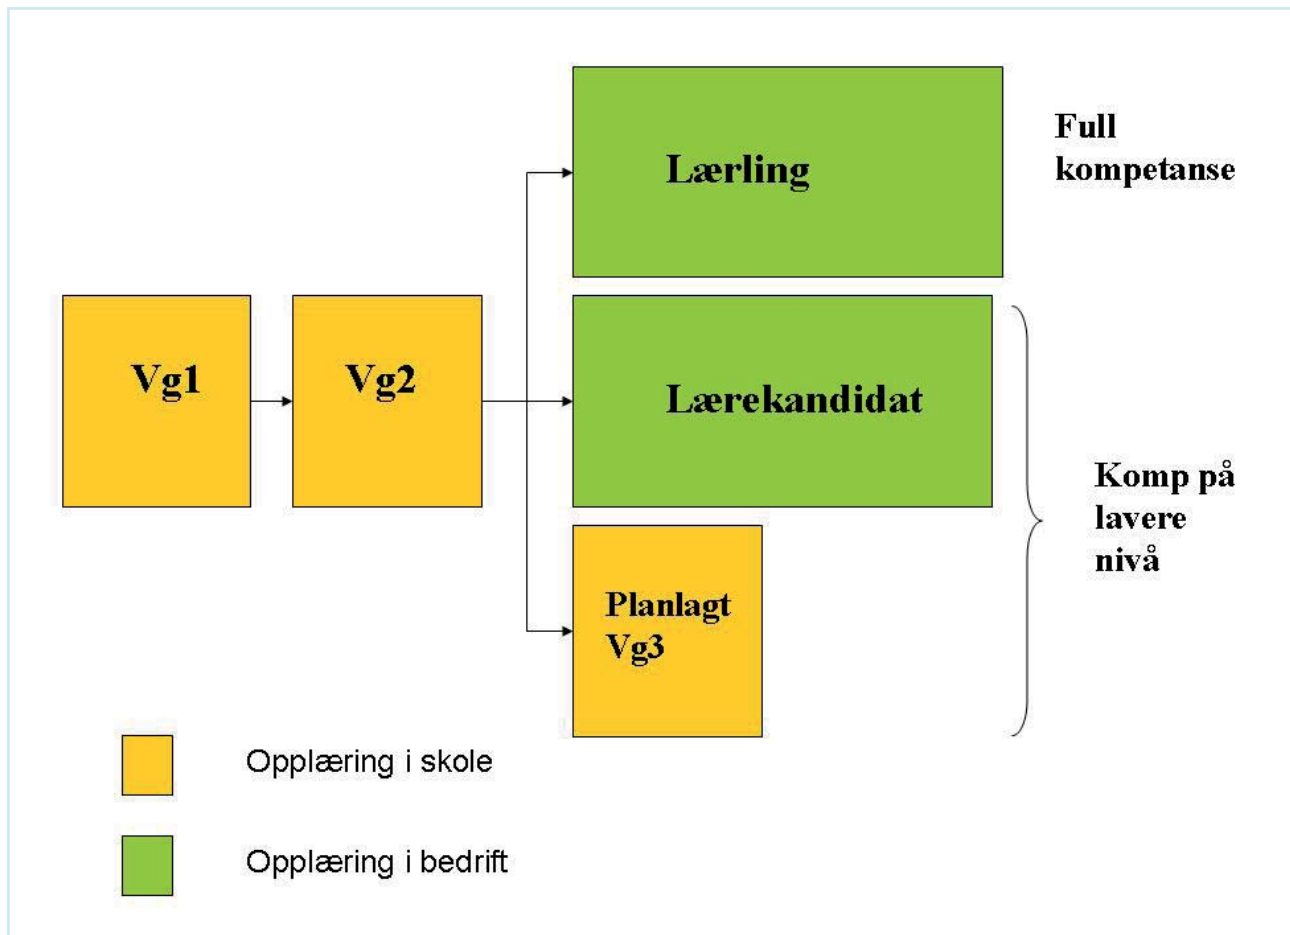 Lærling
Full
kompetanse
Vg1
Vg2
Lærekandidat
Komp på
lavere
nivå
Planlagt
Vg3
Opplæring i skole
Opplæring i bedrift